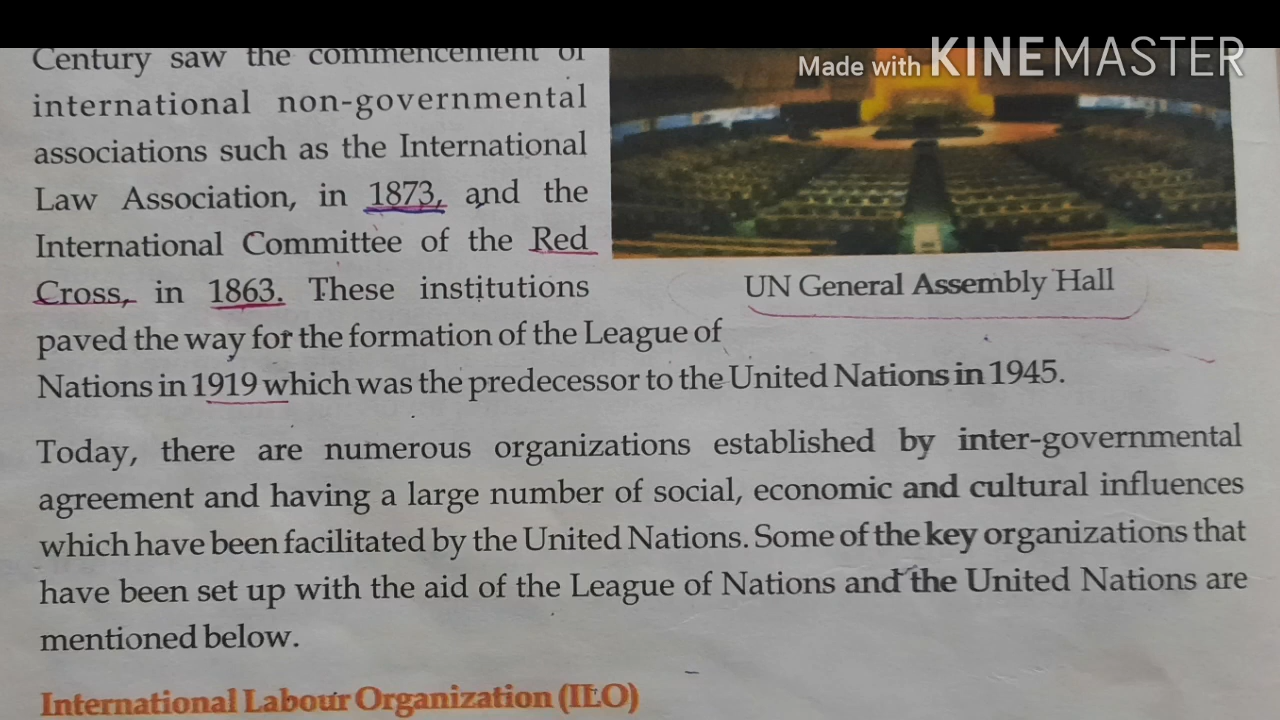 Made with KINEMASTER
Century saw the commencement of
international non-governmental
associations such as the International
Law Association, in 1873, and the
International Committee of the Red
Cross, in 1863. These institutions
UN General Assembly Hall
paved the way for the formation of the League of
Nations in 1919 which was the predecessor to the United Nations in 1945.
Today, there are numerous organizations established by inter-governmental
agreement and having a large number of social, economic and cultural influences
which have been facilitated by the United Nations. Some of the key organizations that
have been set up with the aid of the League of Nations and the United Nations are
mentioned below.
International Labour Organization (ILO)